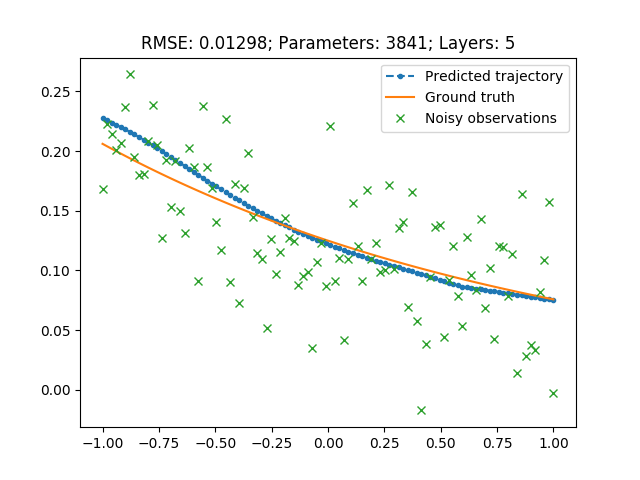 RMSE: 0.01298; Parameters: 3841; Layers: 5
Predicted trajectory
Ground truth
Noisy observations
0.25
0.20
0.15
0.10
0.05
0.00
−1.00 −0.75 −0.50 −0.25 0.00 0.25 0.50 0.75 1.00